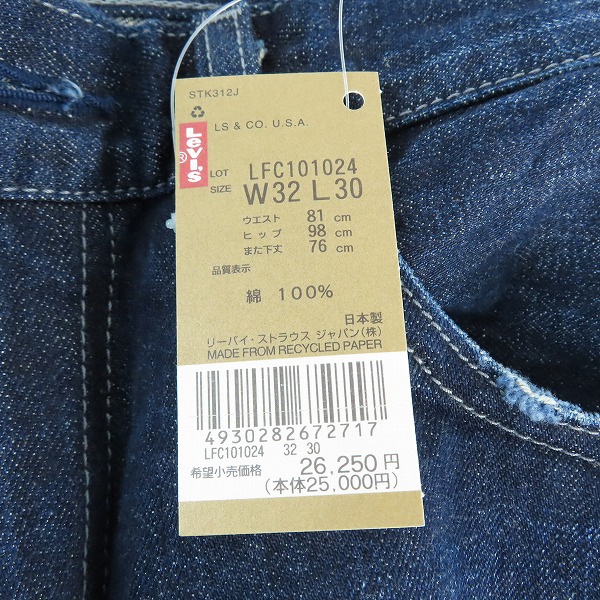 STK312J
LS & CO. U.S.A.
Levi's
®
LOT LFC101024
SIZE W32 L30
ウエスト 81 cm
ヒップ 98 cm
また下丈 76 cm
品質表示
綿 100%
日本製
リーバイ・ストラウス ジャパン(株)
MADE FROM RECYCLED PAPER
4930282672717
LFC101024 32 30
希望小売価格 26,250円
(本体25,000円)